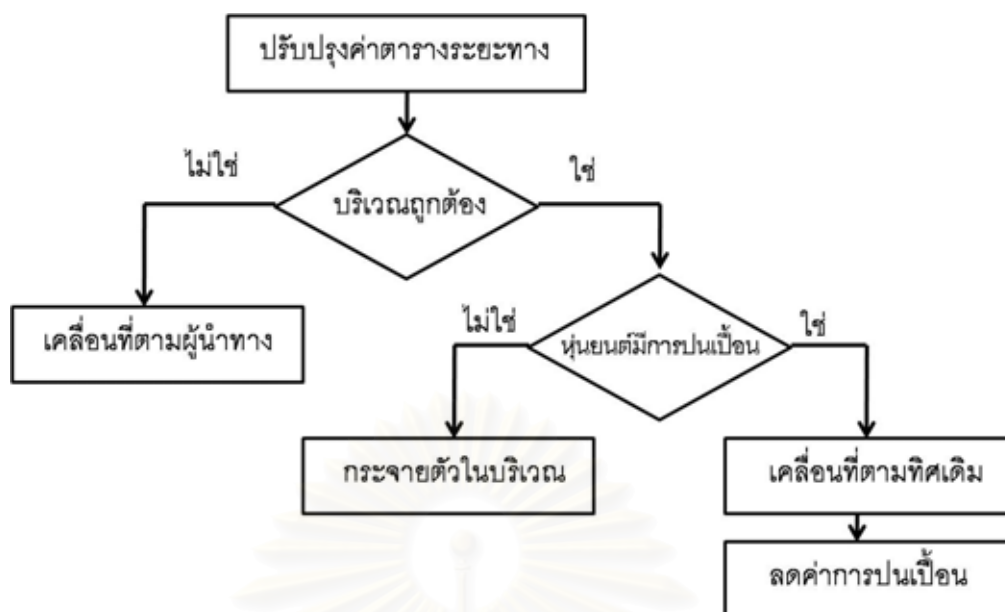 ปรับปรุงค่าตารางระยะทาง
ไม่ใช่
ใช่
บริเวณถูกต้อง
เคลื่อนที่ตามผู้นำทาง
ไม่ใช่
ใช่
หุ่นยนต์มีการปนเปื้อน
กระจายตัวในบริเวณ
เคลื่อนที่ตามทิศเดิม
ลดค่าการปนเปื้อน